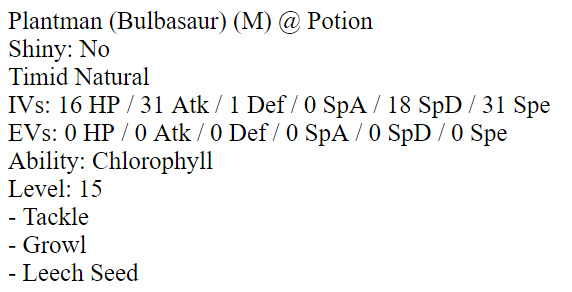 Plantman (Bulbasaur) (M) @ Potion
Shiny: No
Timid Natural
IVs: 16 HP / 31 Atk / 1 Def / 0 SpA / 18 SpD / 31 Spe
EVs: 0 HP / 0 Atk / 0 Def / 0 SpA / 0 SpD / 0 Spe
Ability: Chlorophyll
Level: 15
- Tackle
- Growl
- Leech Seed